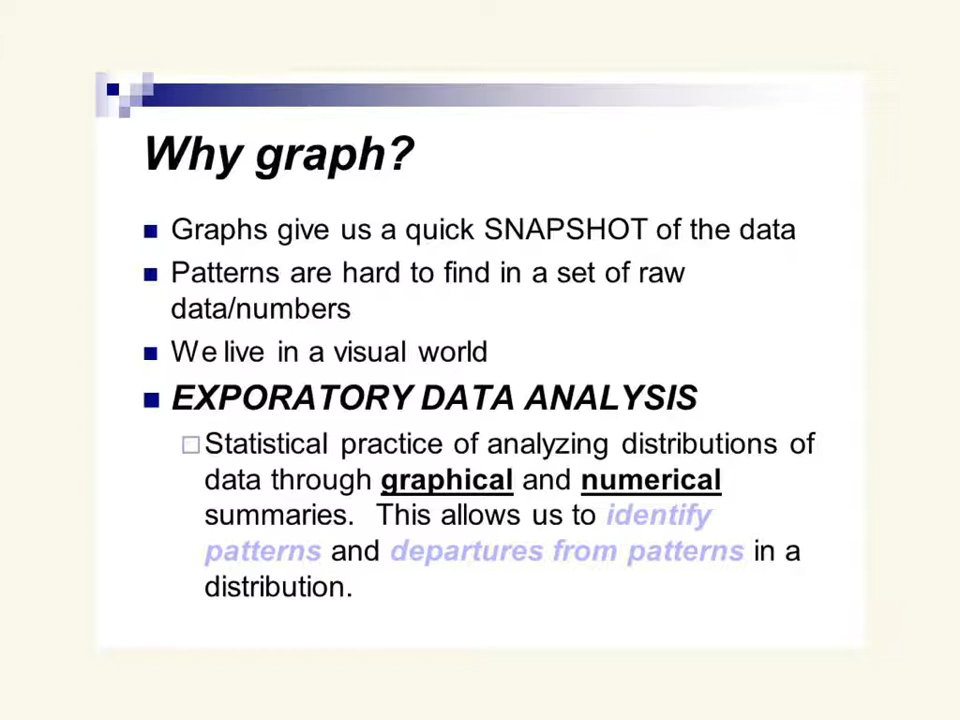 Why graph?
Graphs give us a quick SNAPSHOT of the data
Patterns are hard to find in a set of raw
data/numbers
We live in a visual world
EXPORATORY DATA ANALYSIS
Statistical practice of analyzing distributions of
data through graphical and numerical
summaries. This allows us to identify
patterns and departures from patterns in a
distribution.